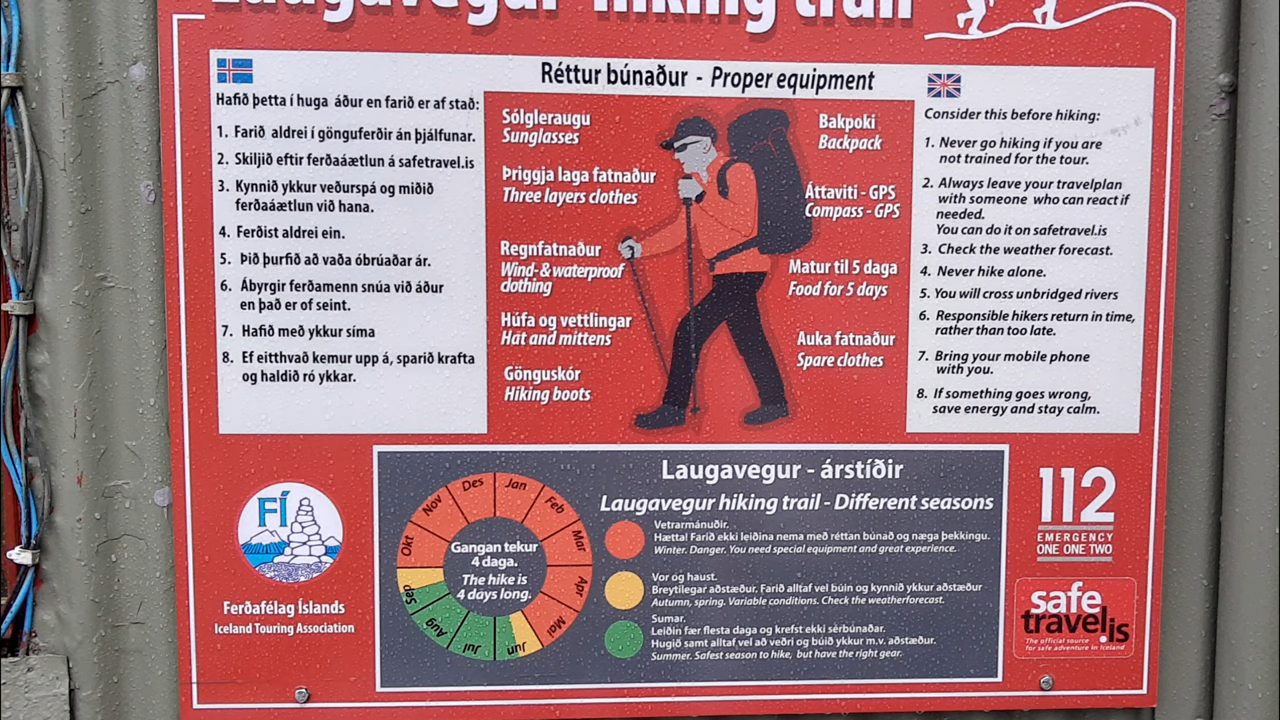 Laugavegur hiking trail
Réttur búnaður - Proper equipment
Hafið þetta í huga áður en farið er af stað:
1. Farið aldrei í gönguferðir án þjálfunar.
2. Skiljið eftir ferðaáætlun á safetravel.is
3. Kynnið ykkur veðurspá og miðið
ferðaáætlun við hana.
4. Ferðist aldrei ein.
5. Þið þurfið að vaða óbrúaðar ár.
6. Ábyrgir ferðamenn snúa við áður
en það er of seint.
7. Hafið með ykkur síma
8. Ef eitthvað kemur upp á, sparið krafta
og haldið ró ykkar.
Sólgleraugu
Sunglasses
Þriggja laga fatnaður
Three layers clothes
Regnfatnaður
Wind- & waterproof
clothing
Húfa og vettlingar
Hat and mittens
Gönguskór
Hiking boots
Bakpoki
Backpack
Áttaviti - GPS
Compass - GPS
Matur til 5 daga
Food for 5 days
Auka fatnaður
Spare clothes
Consider this before hiking:
1. Never go hiking if you are
not trained for the tour.
2. Always leave your travelplan
with someone who can react if
needed.
You can do it on safetravel.is
3. Check the weather forecast.
4. Never hike alone.
5. You will cross unbridged rivers
6. Responsible hikers return in time,
rather than too late.
7. Bring your mobile phone
with you.
8. If something goes wrong,
save energy and stay calm.
FÍ
Ferðafélag Íslands
Iceland Touring Association
Jan
Feb
Mar
Apr
Maí
Jun
Júl
Aug
Sep
Okt
Nov
Des
Gangan tekur
4 daga.
The hike is
4 days long.
Laugavegur - árstíðir
Laugavegur hiking trail - Different seasons
Vetrarmánuðir.
Hætta! Farið ekki leiðina nema með réttan búnað og næga þekkingu.
Winter. Danger. You need special equipment and great experience.
Vor og haust.
Breytilegar aðstæður. Farið alltaf vel búin og kynnið ykkur aðstæður
Autumn, spring. Variable conditions. Check the weatherforecast.
Sumar.
Leiðin fær flesta daga og krefst ekki sérbúnaðar.
Hugið samt alltaf vel að veðri og búið ykkur m.v. aðstæður.
Summer. Safest season to hike, but have the right gear.
112
EMERGENCY
ONE ONE TWO
safe
travel.is
The official source
for safe adventure in Iceland